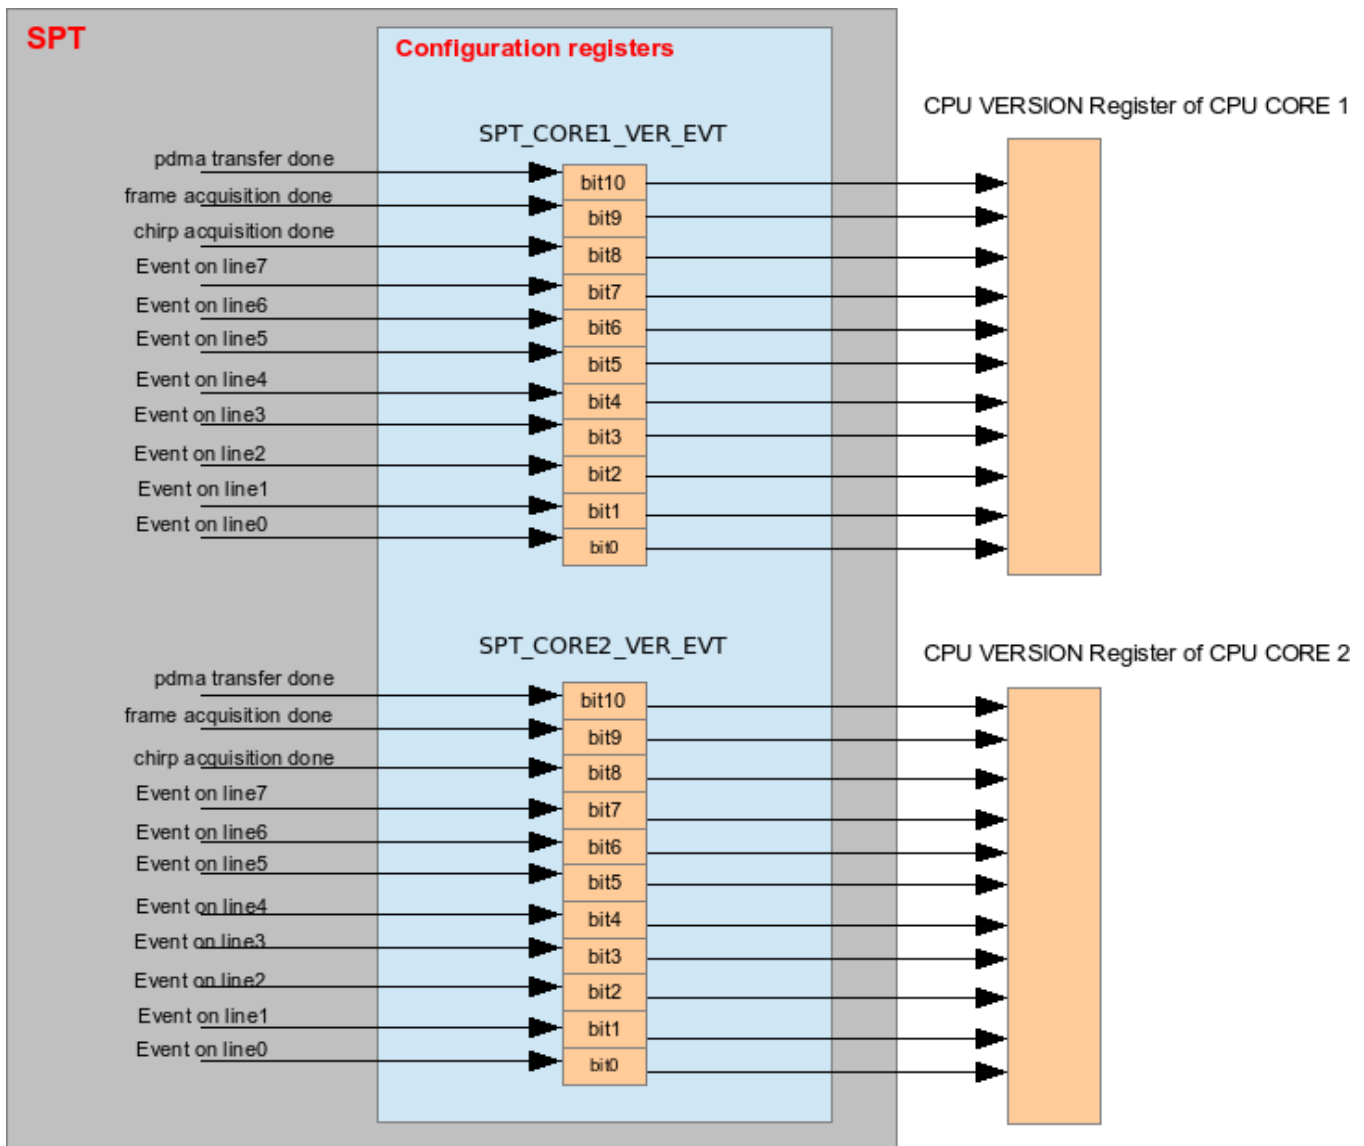 SPT
Configuration registers
CPU VERSION Register of CPU CORE 1
SPT_CORE1_VER_EVT
pdma transfer done
bit10
frame acquisition done
bit9
chirp acquisition done
bit8
Event on line7
bit7
Event on line6
bit6
Event on line5
bit5
Event on line4
bit4
Event on line3
bit3
Event on line2
bit2
Event on line1
bit1
Event on line0
bit0
SPT_CORE2_VER_EVT
CPU VERSION Register of CPU CORE 2
pdma transfer done
bit10
frame acquisition done
bit9
chirp acquisition done
bit8
Event on line7
bit7
Event on line6
bit6
Event on line5
bit5
Event on line4
bit4
Event on line3
bit3
Event on line2
bit2
Event on line1
bit1
Event on line0
bit0